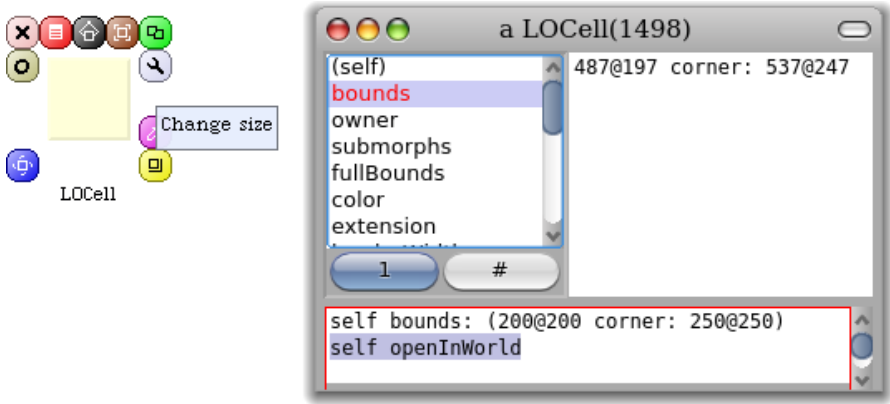 Change size
LOCell
a LOCell(1498)
(self)
bounds
owner
submorphs
fullBounds
color
extension
487@197 corner: 537@247
1
#
self bounds: (200@200 corner: 250@250)
self openInWorld